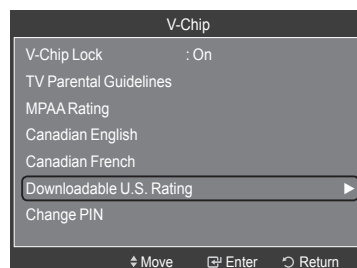 V-Chip
V-Chip Lock : On
TV Parental Guidelines
MPAA Rating
Canadian English
Canadian French
Downloadable U.S. Rating
Change PIN
Move Enter Return